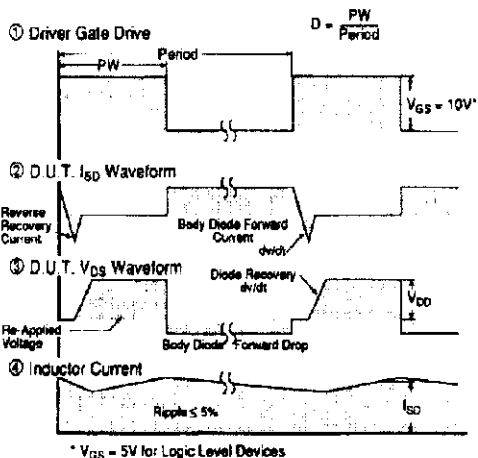 ① Driver Gate Drive
D = PW
Period
Period
PW
V_GS = 10V*
② D.U.T. I_SD Waveform
Reverse
Recovery
Current
Body Diode Forward
Current
dv/dt
③ D.U.T. V_DS Waveform
Diode Recovery
dv/dt
V_DD
Re-Applied
Voltage
Body Diode Forward Drop
④ Inductor Current
Ripple ≤ 5%
I_SD
* V_GS = 5V for Logic Level Devices